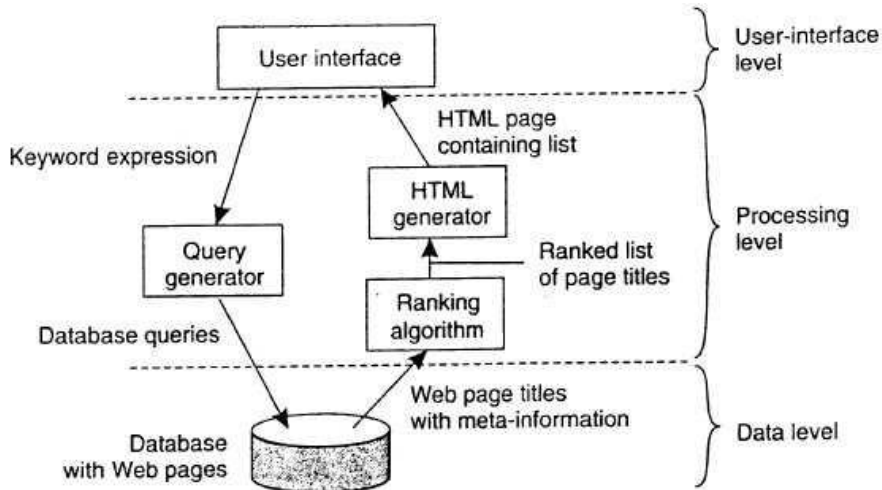 User interface
User-interface
level
Keyword expression
HTML page
containing list
HTML
generator
Processing
level
Query
generator
Ranked list
of page titles
Ranking
algorithm
Database queries
Web page titles
with meta-information
Database
with Web pages
Data level